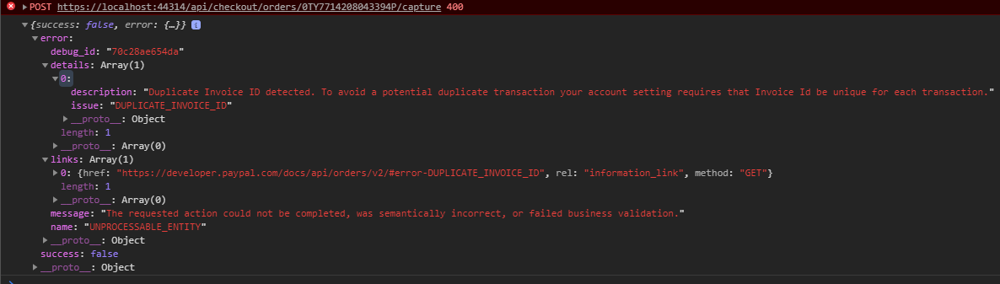 POST https://localhost:44314/api/checkout/orders/0TY7714208043394P/capture 400
{success: false, error: {…}} i
error:
debug_id: "70c28ae654da"
details: Array(1)
0:
description: "Duplicate Invoice ID detected. To avoid a potential duplicate transaction your account setting requires that Invoice Id be unique for each transaction."
issue: "DUPLICATE_INVOICE_ID"
__proto__: Object
length: 1
__proto__: Array(0)
links: Array(1)
0: {href: "https://developer.paypal.com/docs/api/orders/v2/#error-DUPLICATE_INVOICE_ID", rel: "information_link", method: "GET"}
length: 1
__proto__: Array(0)
message: "The requested action could not be completed, was semantically incorrect, or failed business validation."
name: "UNPROCESSABLE_ENTITY"
__proto__: Object
success: false
__proto__: Object